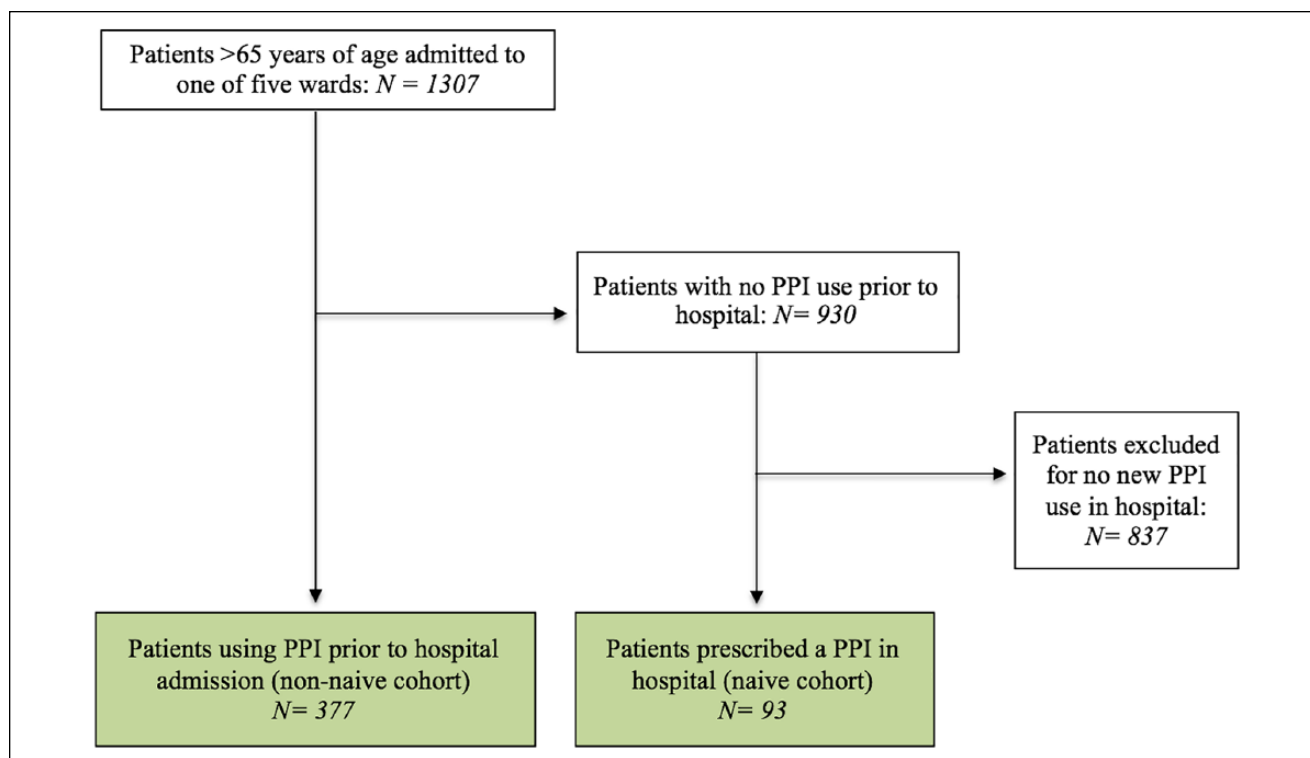 Patients >65 years of age admitted to
one of five wards: N = 1307
Patients with no PPI use prior to
hospital: N= 930
Patients excluded
for no new PPI
use in hospital:
N= 837
Patients using PPI prior to hospital
admission (non-naive cohort)
N= 377
Patients prescribed a PPI in
hospital (naive cohort)
N= 93